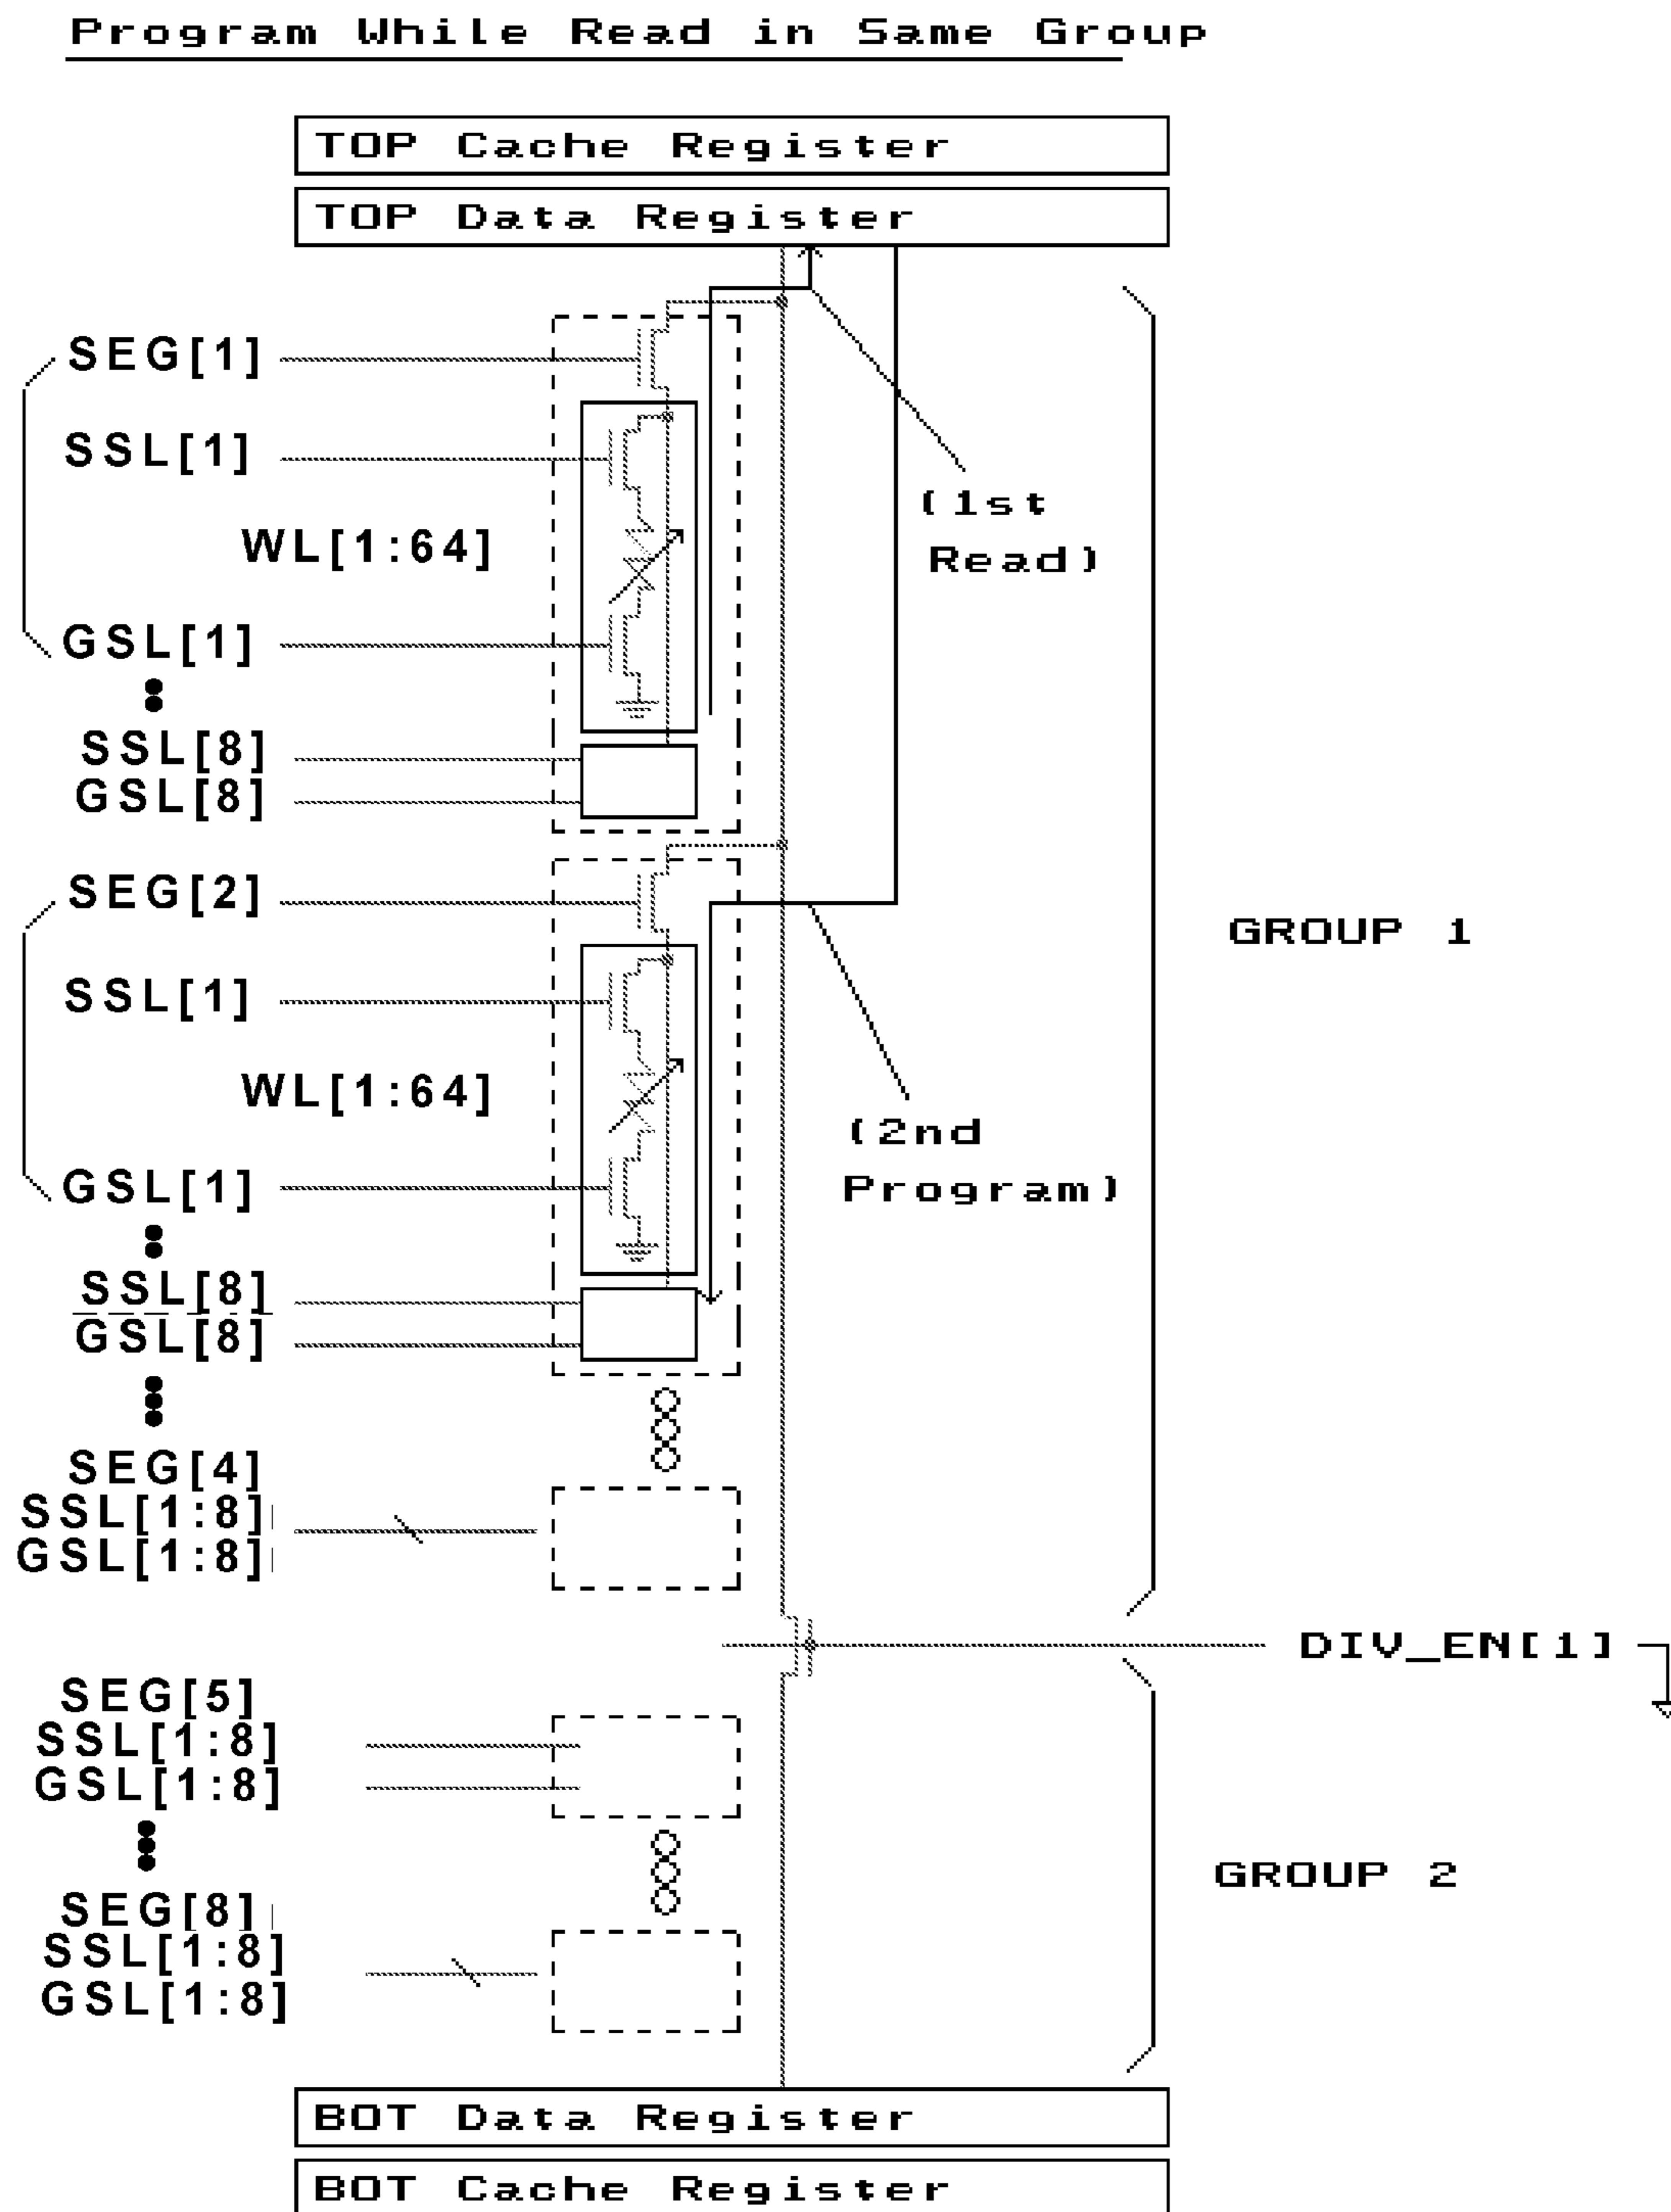 Program While Read in Same Group
TOP Cache Register
TOP Data Register
SEG[1]
SSL[1]
WL[1:64]
(1st
Read)
GSL[1]
SSL[8]
GSL[8]
SEG[2]
GROUP 1
SSL[1]
WL[1:64]
(2nd
Program)
GSL[1]
SSL[8]
GSL[8]
SEG[4]
SSL[1:8]
GSL[1:8]
DIV_EN[1]
SEG[5]
SSL[1:8]
GSL[1:8]
GROUP 2
SEG[8]
SSL[1:8]
GSL[1:8]
BOT Data Register
BOT Cache Register